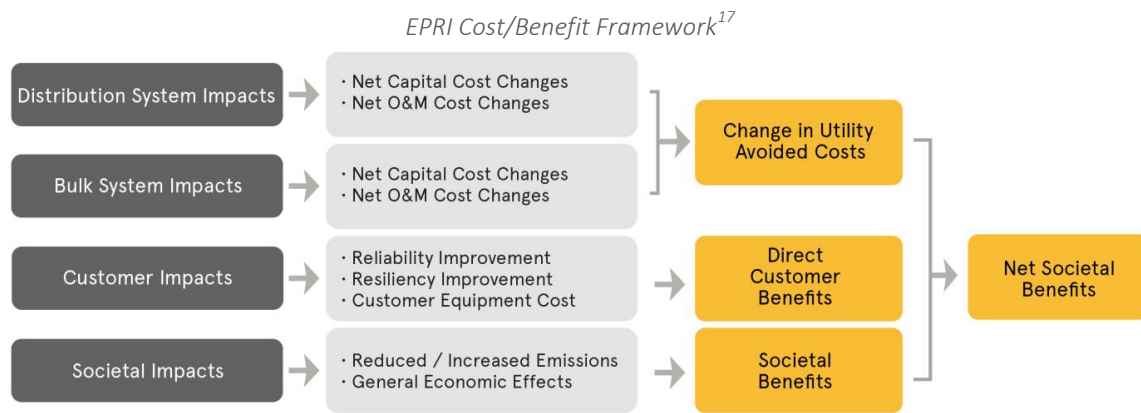 EPRI Cost/Benefit Framework17
Distribution System Impacts
· Net Capital Cost Changes
· Net O&M Cost Changes
Change in Utility
Avoided Costs
Bulk System Impacts
· Net Capital Cost Changes
· Net O&M Cost Changes
Customer Impacts
· Reliability Improvement
· Resiliency Improvement
· Customer Equipment Cost
Direct
Customer
Benefits
Net Societal
Benefits
Societal Impacts
· Reduced / Increased Emissions
· General Economic Effects
Societal
Benefits